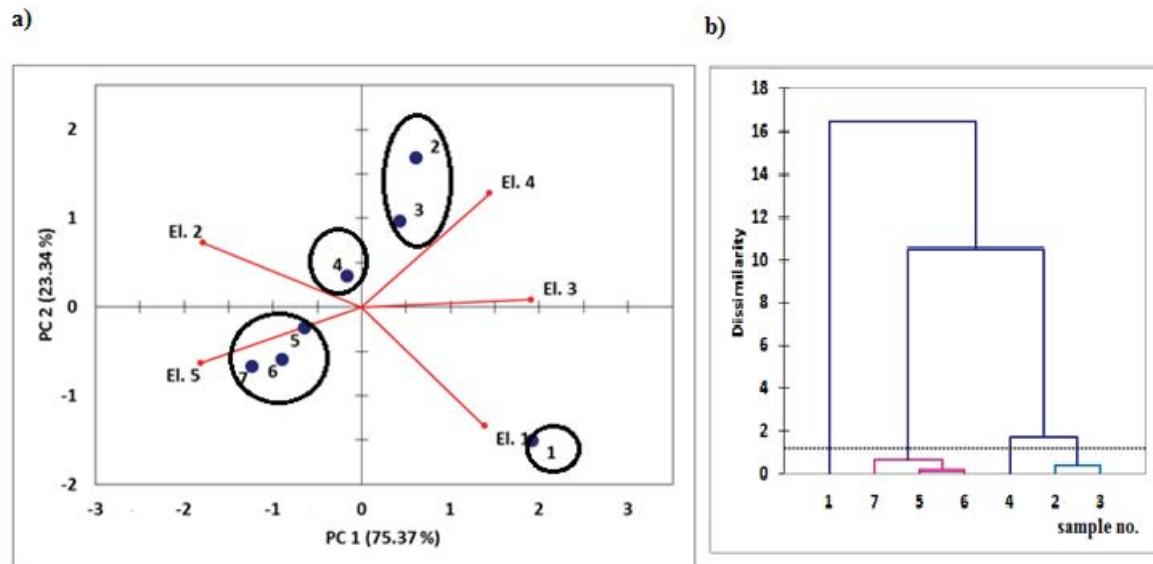 a)
b)
PC 2 (23.34 %)
2
1
0
-1
-2
-3
-2
-1
0
1
2
3
PC 1 (75.37 %)
El. 2
El. 4
El. 3
El. 5
El. 1
2
3
4
5
6
7
1
Dissimilarity
18
16
14
12
10
8
6
4
2
0
1 7 5 6 4 2 3
sample no.